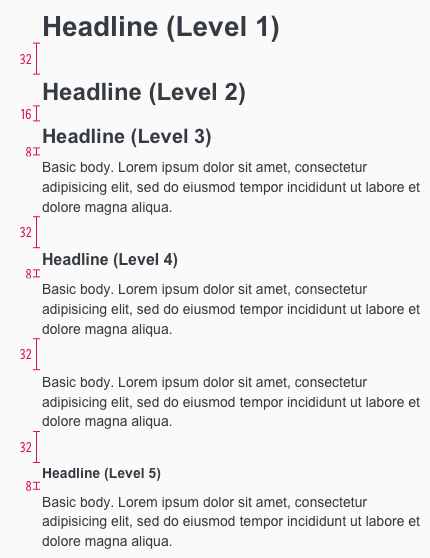 Headline (Level 1)
32
Headline (Level 2)
16
Headline (Level 3)
8
Basic body. Lorem ipsum dolor sit amet, consectetur
adipisicing elit, sed do eiusmod tempor incididunt ut labore et
dolore magna aliqua.
32
Headline (Level 4)
8
Basic body. Lorem ipsum dolor sit amet, consectetur
adipisicing elit, sed do eiusmod tempor incididunt ut labore et
dolore magna aliqua.
32
Basic body. Lorem ipsum dolor sit amet, consectetur
adipisicing elit, sed do eiusmod tempor incididunt ut labore et
dolore magna aliqua.
32
Headline (Level 5)
8
Basic body. Lorem ipsum dolor sit amet, consectetur
adipisicing elit, sed do eiusmod tempor incididunt ut labore et
dolore magna aliqua.